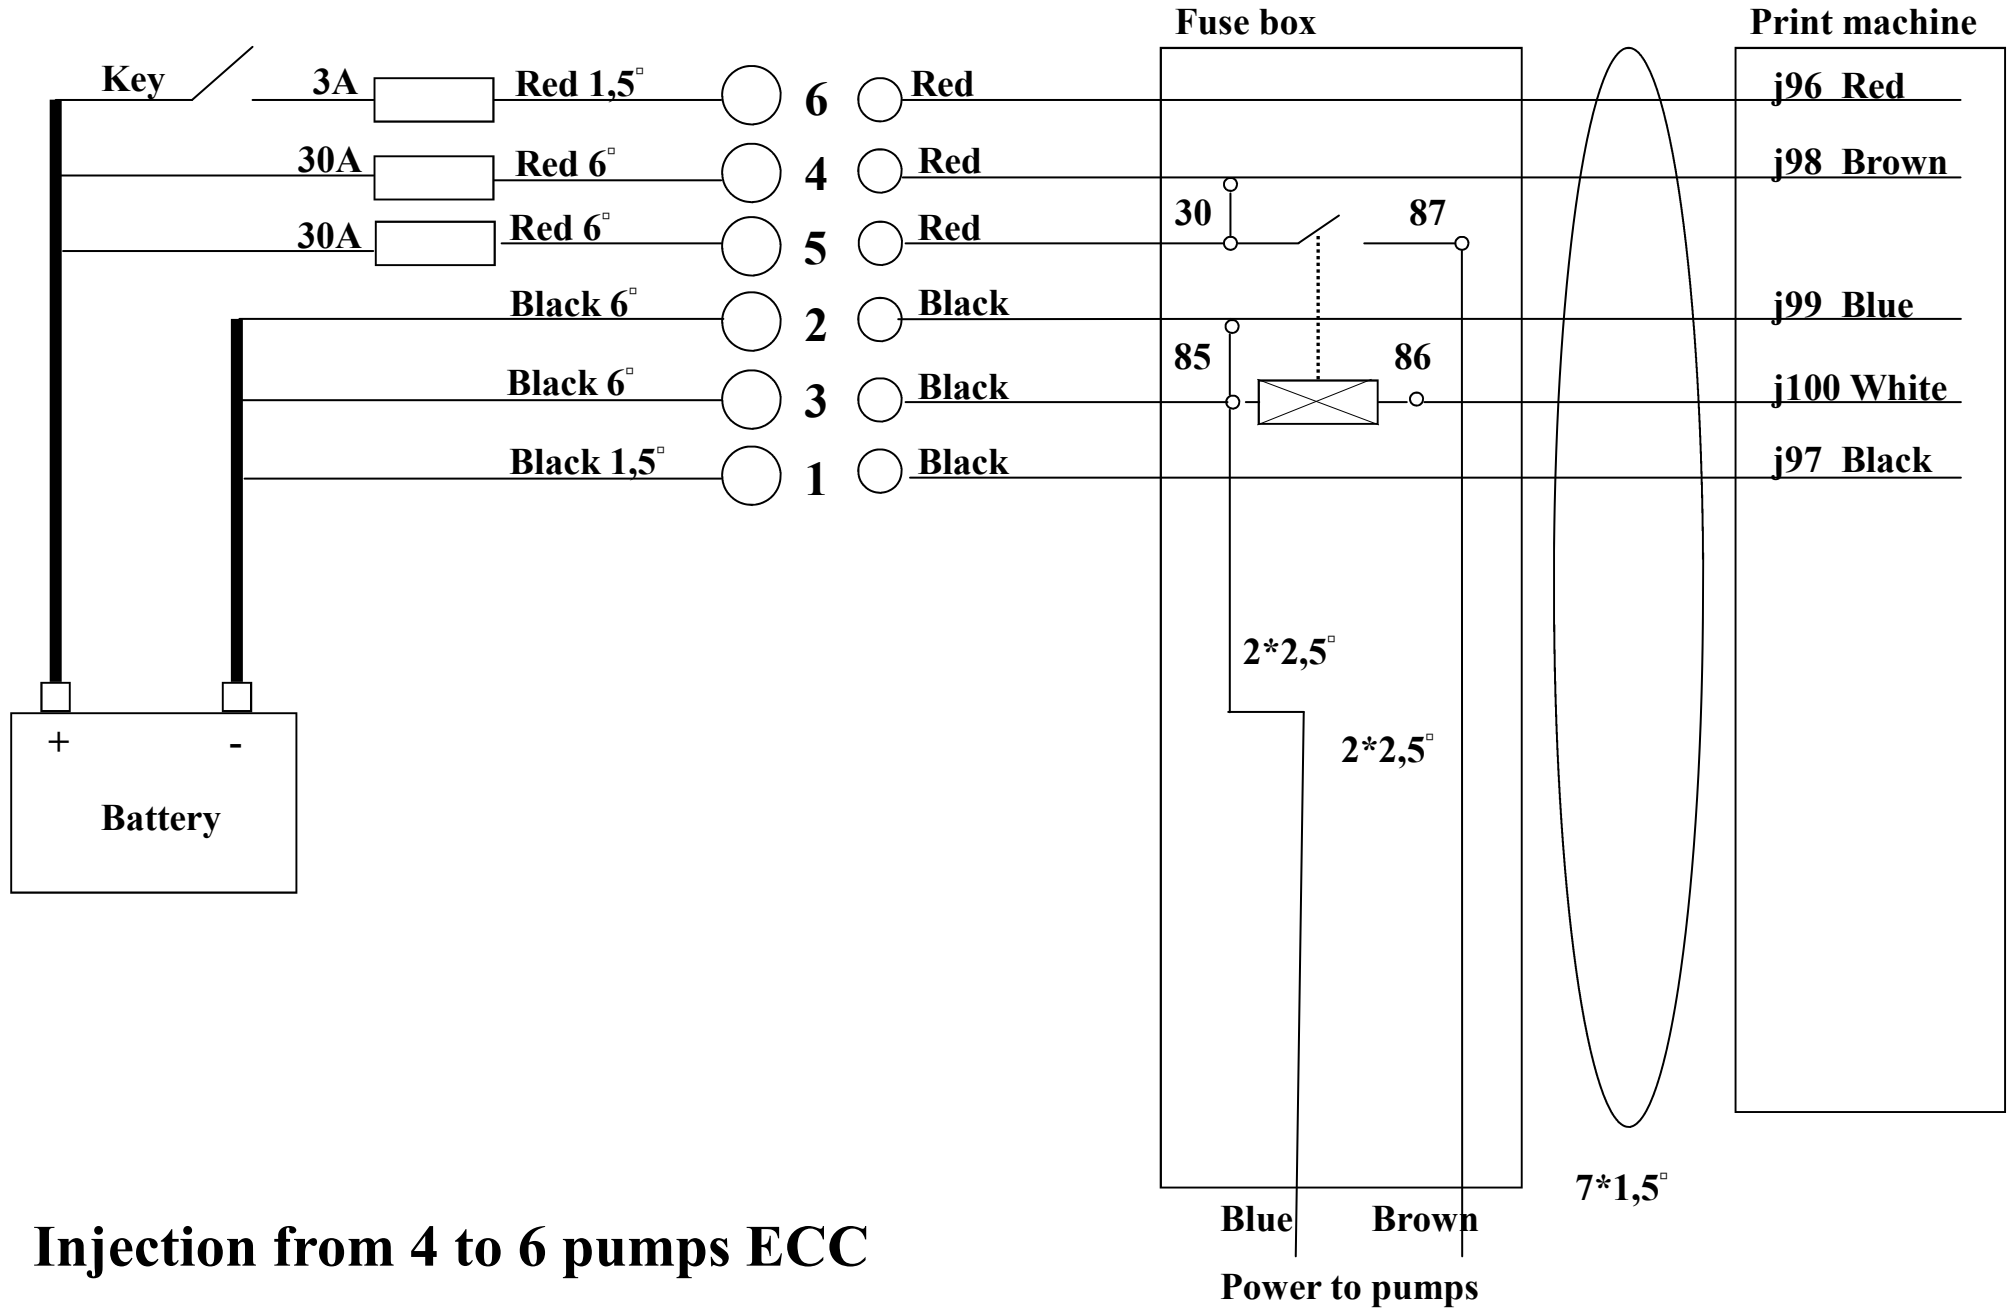 Fuse box Print machine
Key 3A Red 1,5▫ 6 Red j96 Red
30A Red 6▫ 4 Red j98 Brown
30A Red 6▫ 5 Red 30 87
Black 6▫ 2 Black j99 Blue
85 86
Black 6▫ 3 Black j100 White
Black 1,5▫ 1 Black j97 Black
2*2,5▫
+ - 2*2,5▫
Battery
7*1,5▫
Blue Brown
Injection from 4 to 6 pumps ECC
Power to pumps